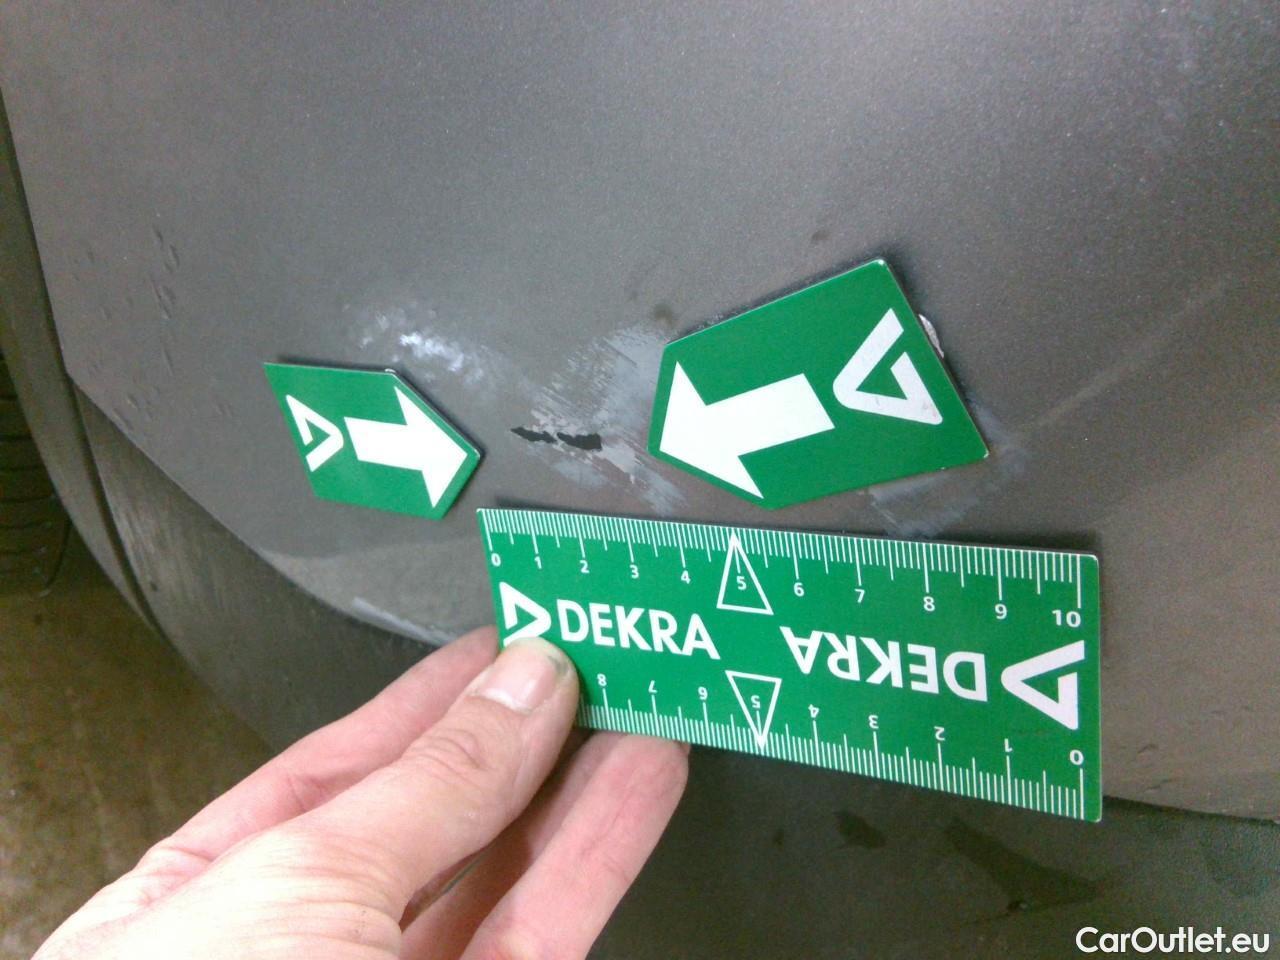 0 1 2 3 4 5 6 7 8 9 10
DEKRA
DEKRA
8 7 6 5 4 3 2 1 0
CarOutlet.eu